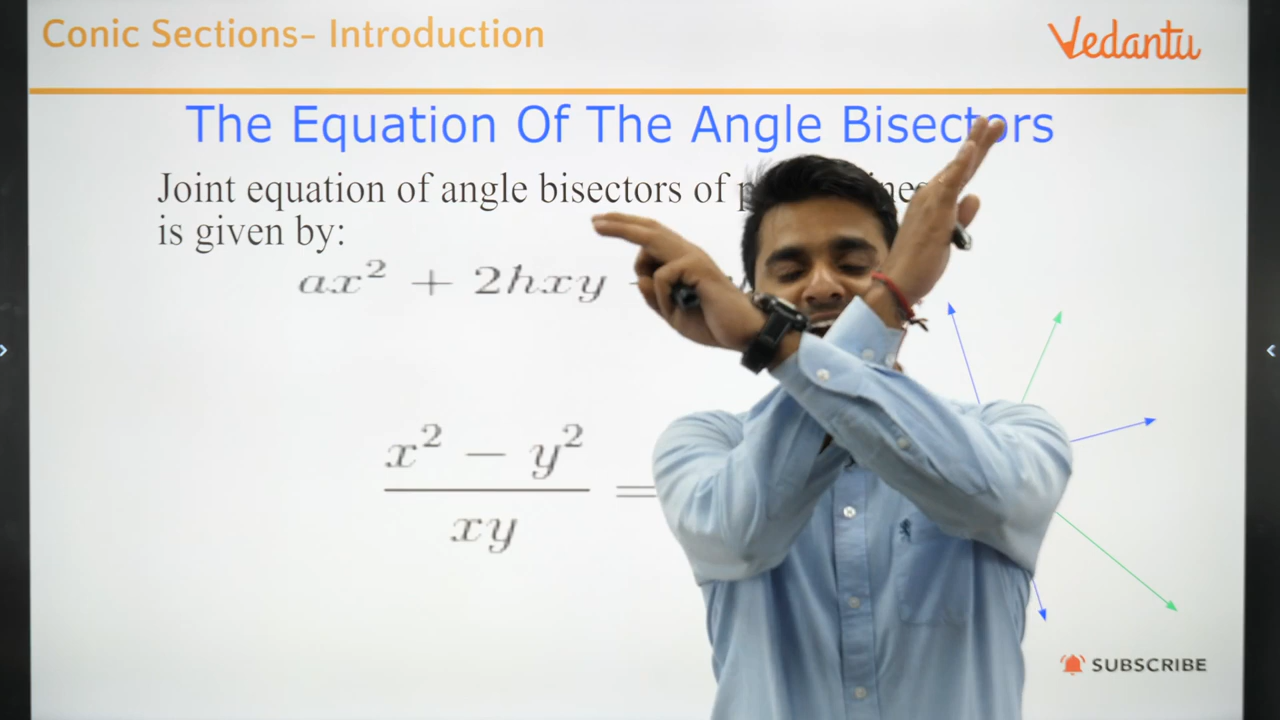 Conic Sections- Introduction
Vedantu
The Equation Of The Angle Bisectors
Joint equation of angle bisectors of
is given by:
ax² + 2hxy
x² − y²
xy
=
SUBSCRIBE